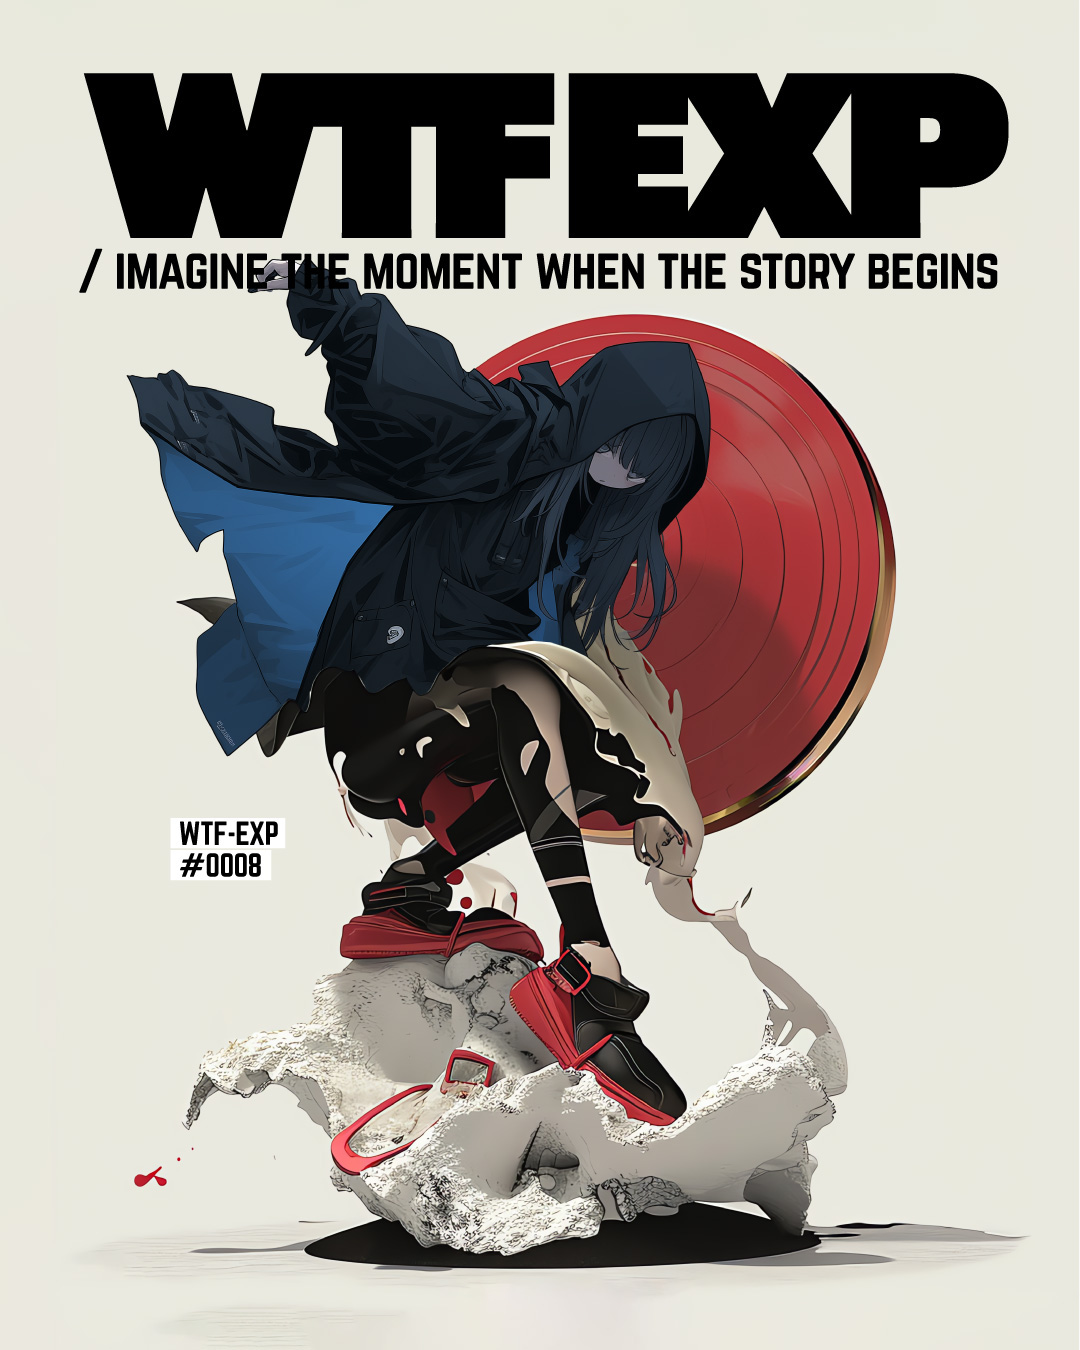 WTFEXP
/ IMAGINE THE MOMENT WHEN THE STORY BEGINS
WTF-EXP
#0008